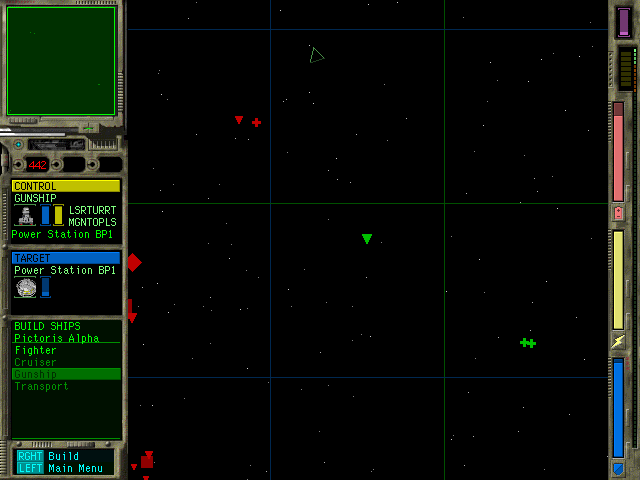 442
CONTROL
GUNSHIP
LSRTURRT
MGNTOPLS
Power Station BP1
TARGET
Power Station BP1
BUILD SHIPS
Pictoris Alpha
Fighter
Cruiser
Gunship
Transport
RGHT Build
LEFT Main Menu